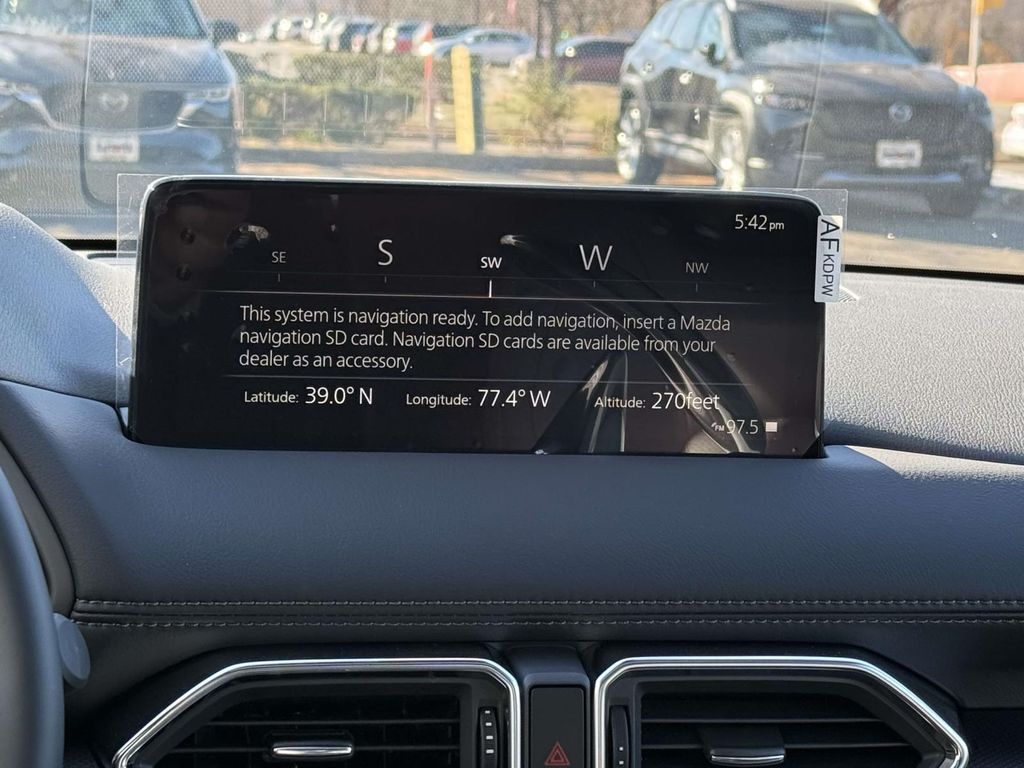 5:42pm
SE S SW W NW
This system is navigation ready. To add navigation, insert a Mazda
navigation SD card. Navigation SD cards are available from your
dealer as an accessory.
Latitude: 39.0° N Longitude: 77.4° W Altitude: 270feet
FM 97.5
AFKDPW